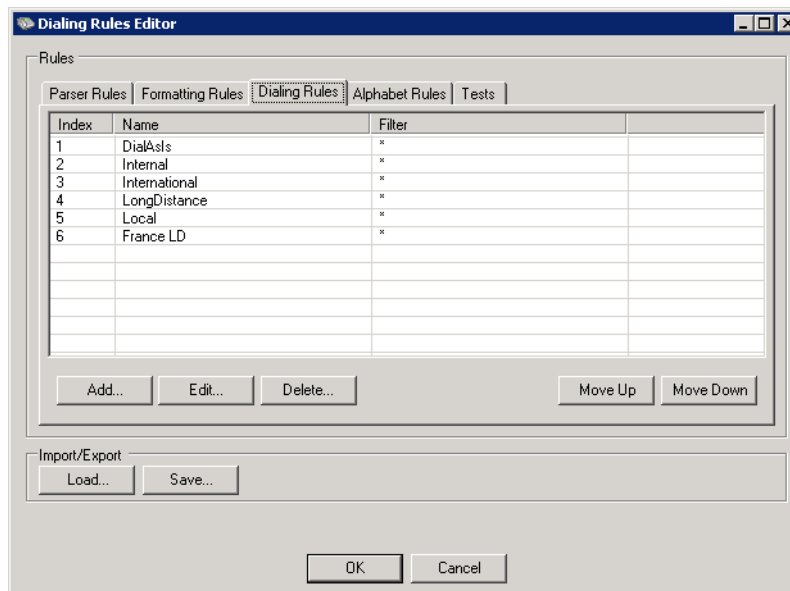 Dialing Rules Editor
Rules
Parser Rules Formatting Rules Dialing Rules Alphabet Rules Tests
Index Name Filter
1 DialAsIs *
2 Internal *
3 International *
4 LongDistance *
5 Local *
6 France LD *
Add... Edit... Delete... Move Up Move Down
Import/Export
Load... Save...
OK Cancel